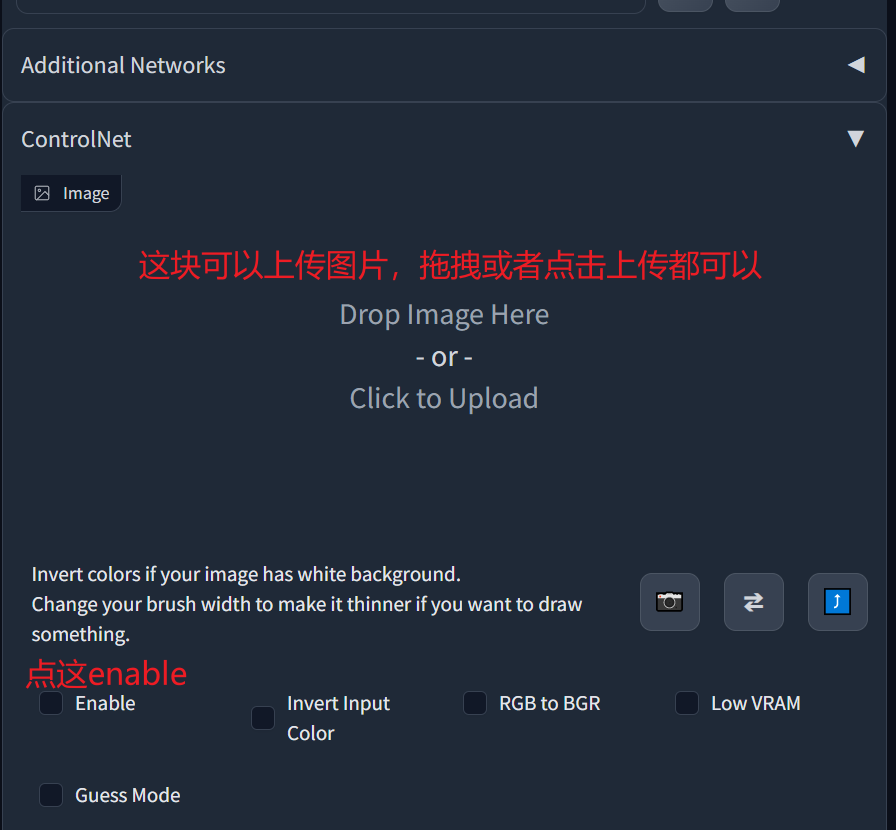 Additional Networks
ControlNet
Image
这块可以上传图片，拖拽或者点击上传都可以
Drop Image Here
- or -
Click to Upload
Invert colors if your image has white background.
Change your brush width to make it thinner if you want to draw
something.
点这enable
Enable
Invert Input
Color
RGB to BGR
Low VRAM
Guess Mode